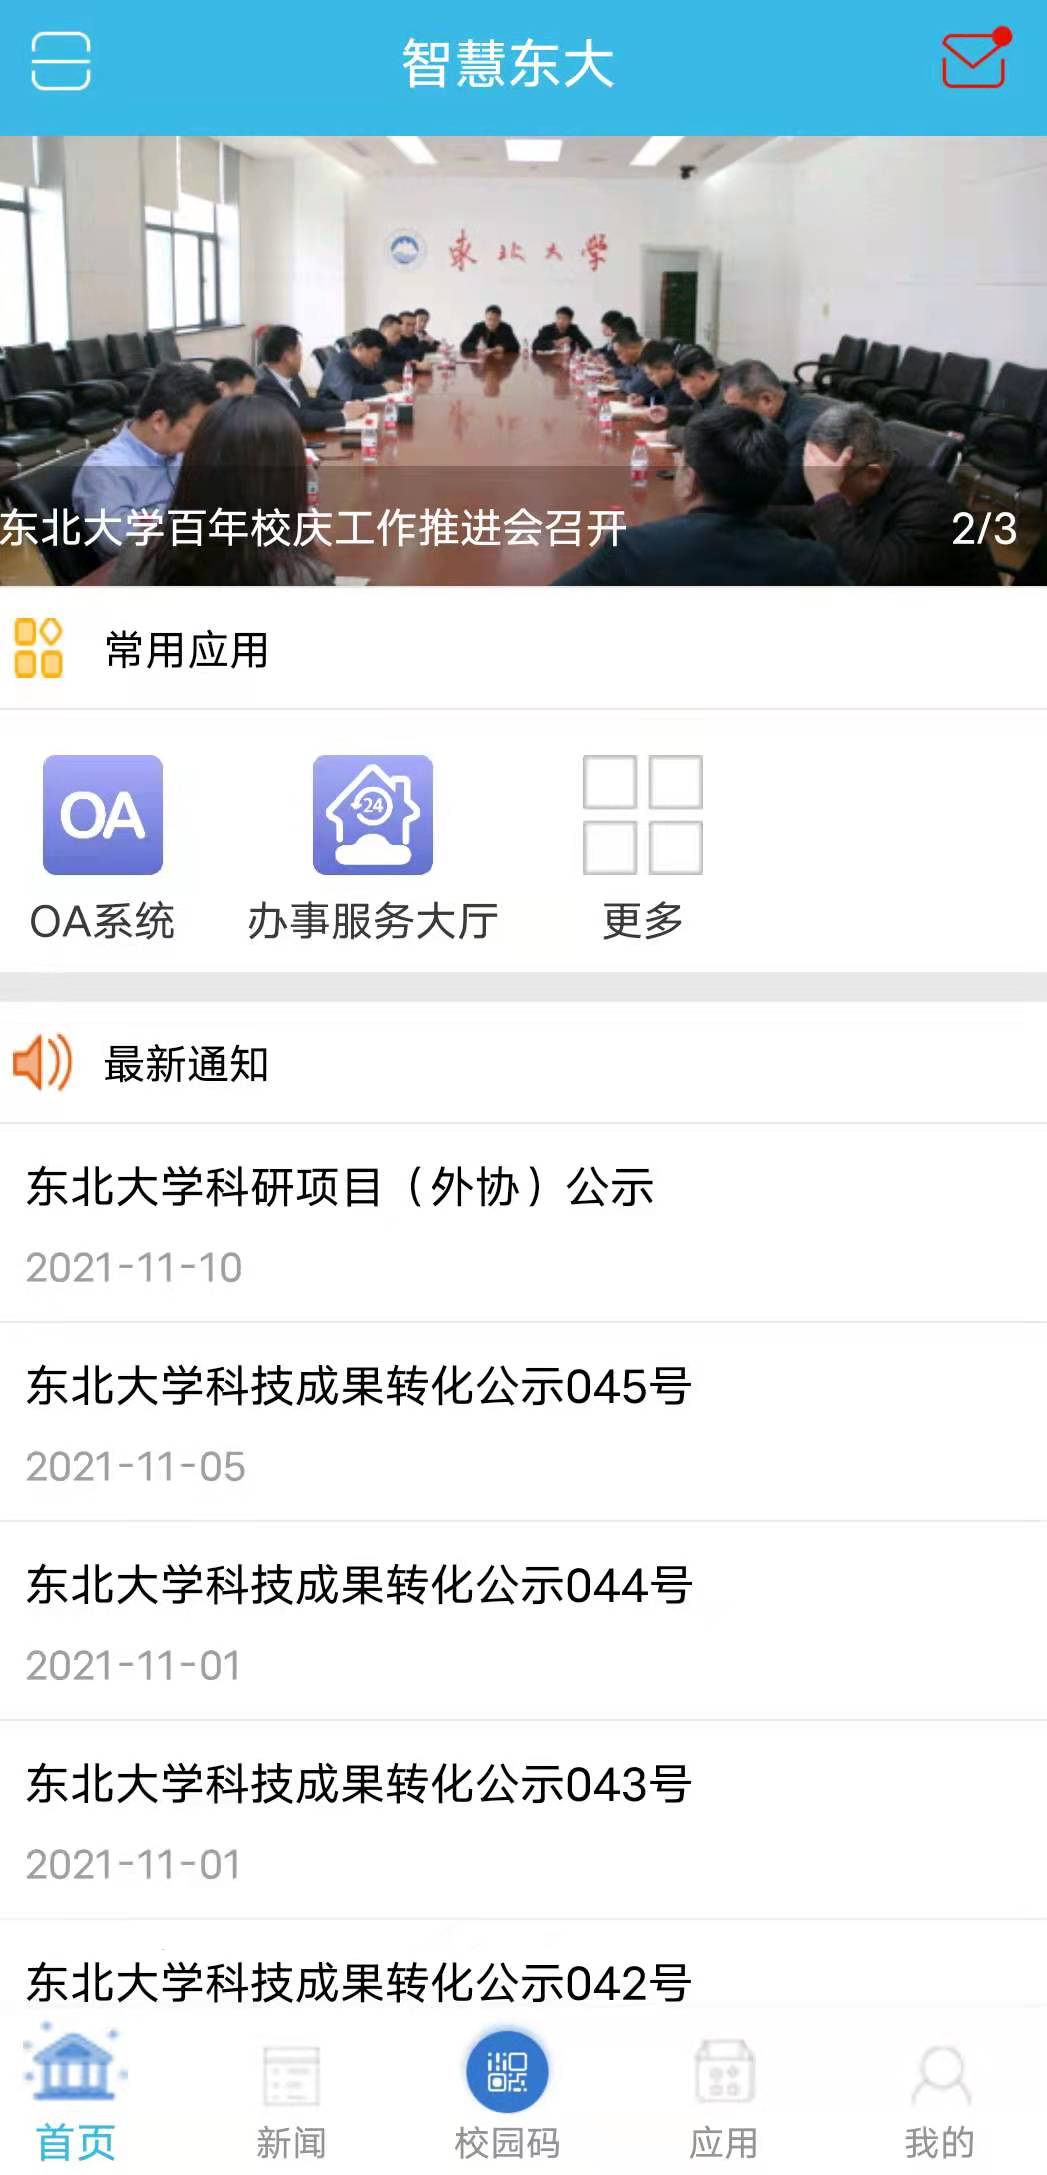 智慧东大
東北大学
东北大学百年校庆工作推进会召开
2/3
常用应用
OA
24
OA系统
办事服务大厅
更多
最新通知
东北大学科研项目（外协）公示
2021-11-10
东北大学科技成果转化公示045号
2021-11-05
东北大学科技成果转化公示044号
2021-11-01
东北大学科技成果转化公示043号
2021-11-01
东北大学科技成果转化公示042号
首页
新闻
校园码
应用
我的